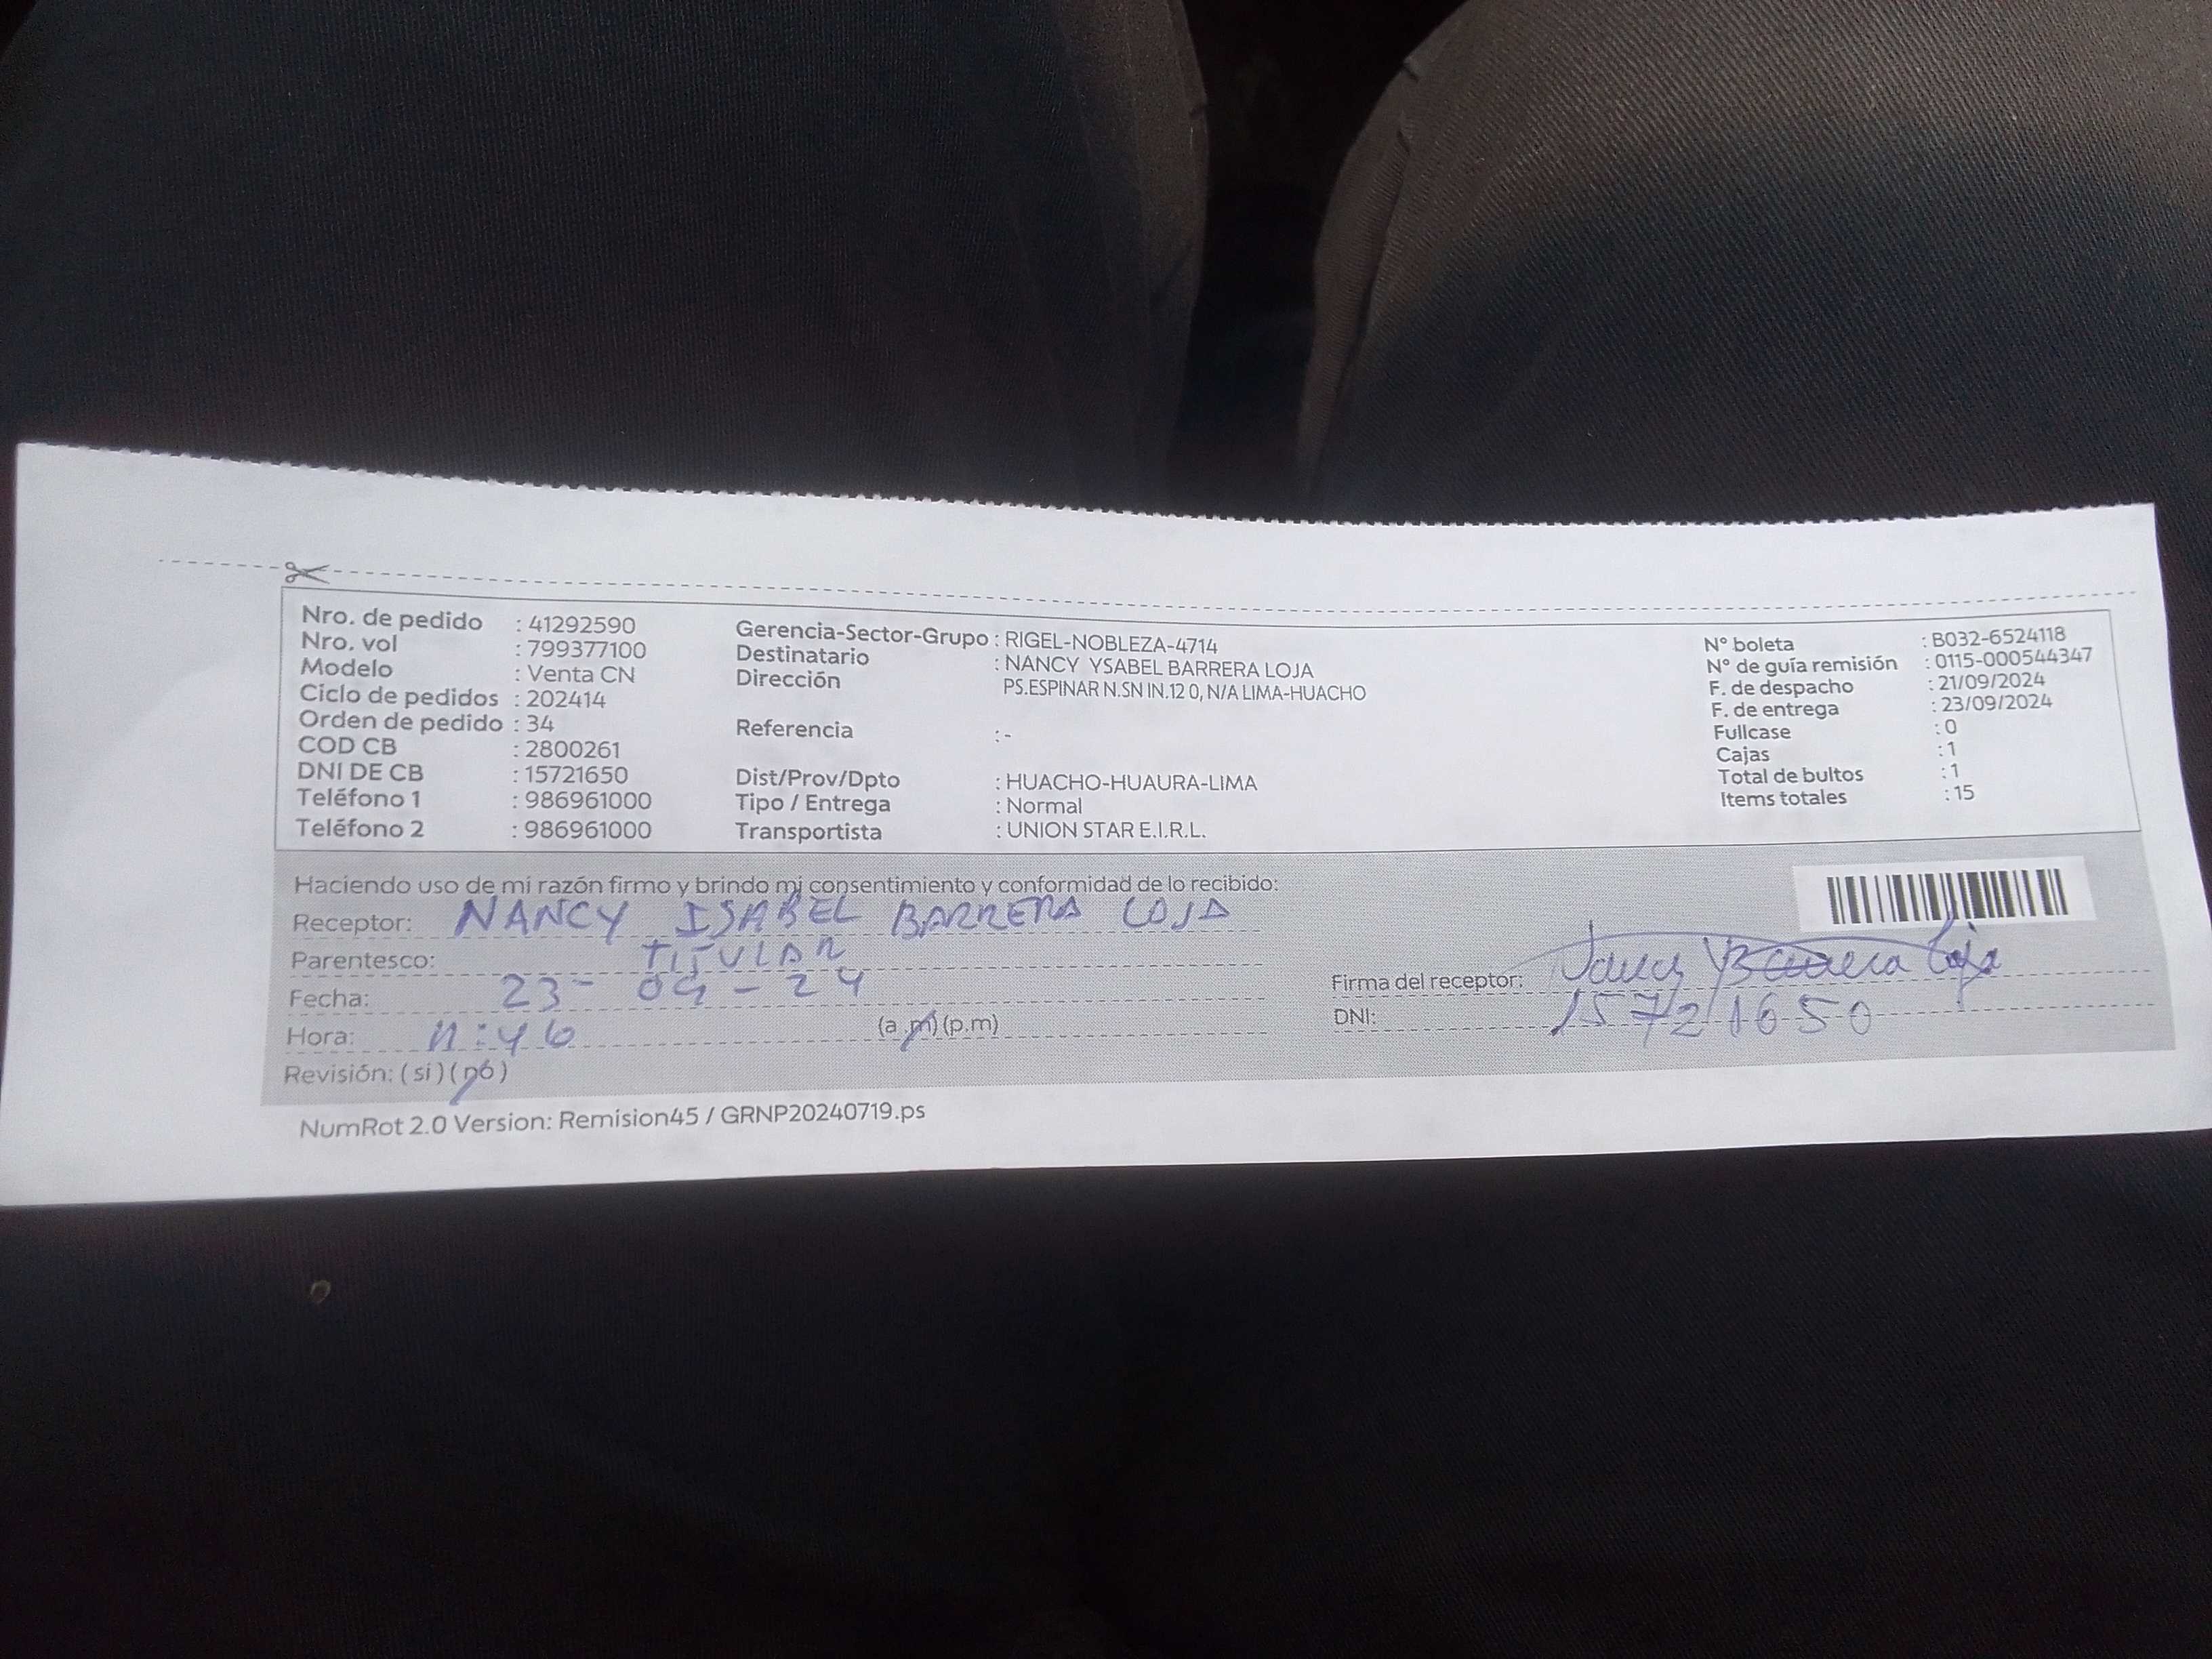 Nro. de pedido : 41292590
Nro. vol : 799377100
Modelo : Venta CN
Ciclo de pedidos : 202414
Orden de pedido : 34
COD CB : 2800261
DNI DE CB : 15721650
Teléfono 1 : 986961000
Teléfono 2 : 986961000
Gerencia-Sector-Grupo : RIGEL-NOBLEZA-4714
Destinatario : NANCY YSABEL BARRERA LOJA
Dirección PS.ESPINAR N.SN IN.12 0, N/A LIMA-HUACHO
Referencia : -
Dist/Prov/Dpto : HUACHO-HUAURA-LIMA
Tipo / Entrega : Normal
Transportista : UNION STAR E.I.R.L.
N° boleta : B032-6524118
N° de guía remisión : 0115-000544347
F. de despacho : 21/09/2024
F. de entrega : 23/09/2024
Fullcase : 0
Cajas : 1
Total de bultos : 1
Items totales : 15
Haciendo uso de mi razón firmo y brindo mi consentimiento y conformidad de lo recibido:
Receptor: NANCY ISABEL BARRERA LOJA
Parentesco: TITULAR
Fecha: 23-09-24
Hora: 11:46 (a.m) (p.m)
Revisión: (si) (no)
Firma del receptor: Nancy YBarrera Loja
DNI: 15721650
NumRot 2.0 Version: Remision45 / GRNP20240719.ps